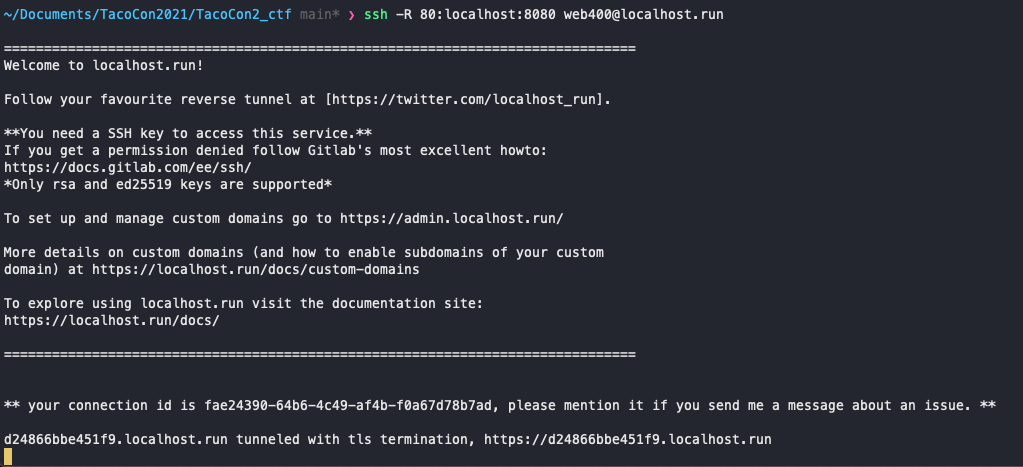 ~/Documents/TacoCon2021/TacoCon2_ctf main* ❯ ssh -R 80:localhost:8080 web400@localhost.run
===============================================================================
Welcome to localhost.run!
Follow your favourite reverse tunnel at [https://twitter.com/localhost_run].
**You need a SSH key to access this service.**
If you get a permission denied follow Gitlab's most excellent howto:
https://docs.gitlab.com/ee/ssh/
*Only rsa and ed25519 keys are supported*
To set up and manage custom domains go to https://admin.localhost.run/
More details on custom domains (and how to enable subdomains of your custom
domain) at https://localhost.run/docs/custom-domains
To explore using localhost.run visit the documentation site:
https://localhost.run/docs/
===============================================================================
** your connection id is fae24390-64b6-4c49-af4b-f0a67d78b7ad, please mention it if you send me a message about an issue. **
d24866bbe451f9.localhost.run tunneled with tls termination, https://d24866bbe451f9.localhost.run